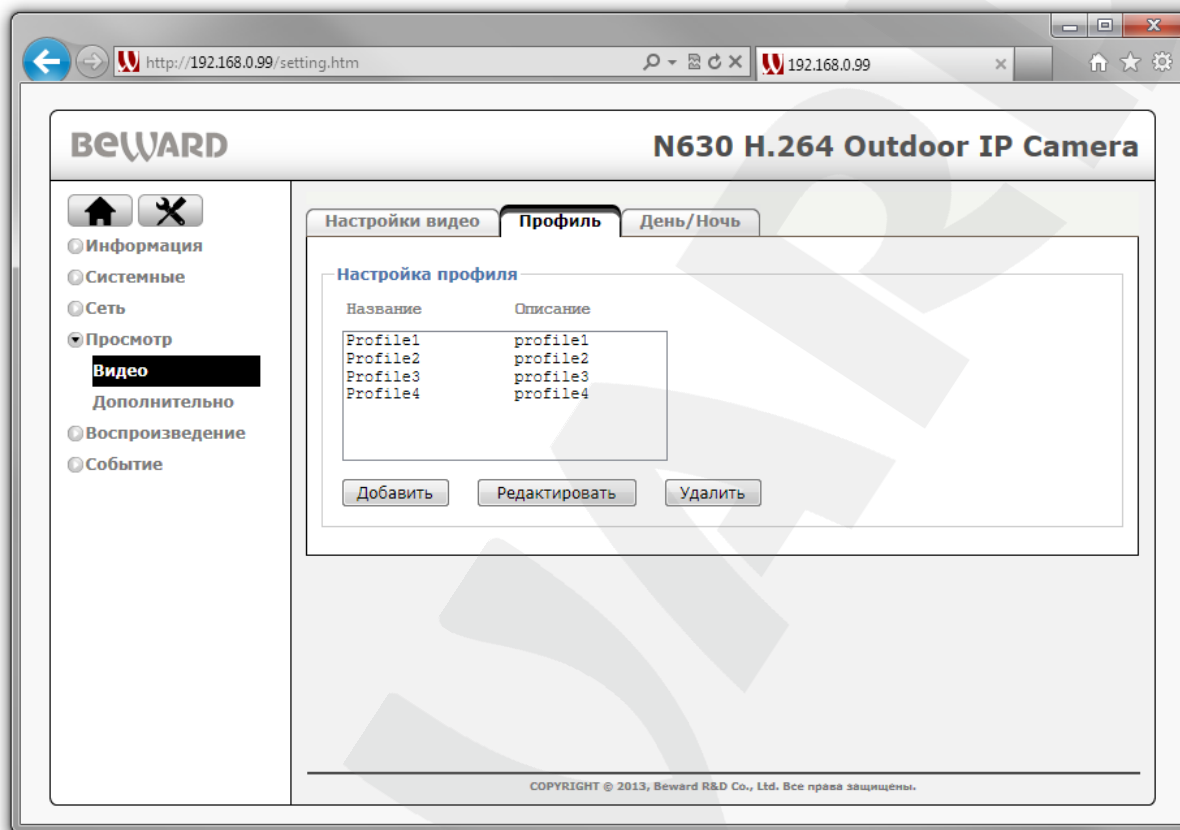 http://192.168.0.99/setting.htm
192.168.0.99
BEWARD
N630 H.264 Outdoor IP Camera
Информация
Системные
Сеть
Просмотр
Видео
Дополнительно
Воспроизведение
Событие
Настройки видео Профиль День/Ночь
Настройка профиля
Название Описание
Profile1 profile1
Profile2 profile2
Profile3 profile3
Profile4 profile4
Добавить Редактировать Удалить
COPYRIGHT © 2013, Beward R&D Co., Ltd. Все права защищены.